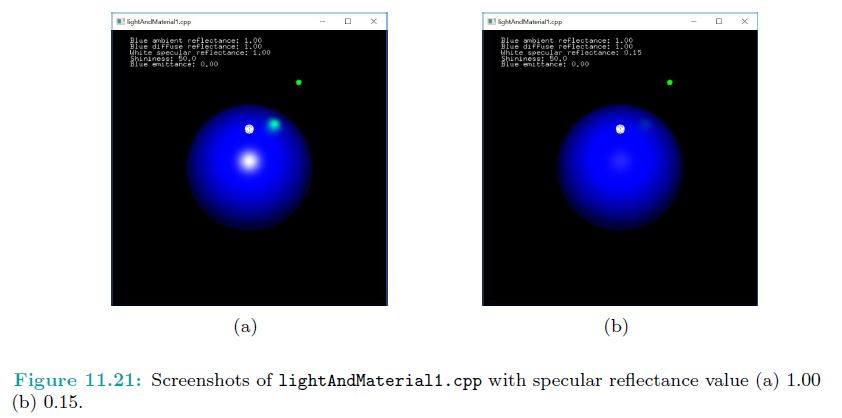 lightAndMaterial1.cpp
Blue ambient reflectance: 1.00
Blue diffuse reflectance: 1.00
White specular reflectance: 1.00
Shininess: 50.0
Blue emittance: 0.00
(a)
lightAndMaterial1.cpp
Blue ambient reflectance: 1.00
Blue diffuse reflectance: 1.00
White specular reflectance: 0.15
Shininess: 50.0
Blue emittance: 0.00
(b)
Figure 11.21: Screenshots of lightAndMaterial1.cpp with specular reflectance value (a) 1.00
(b) 0.15.